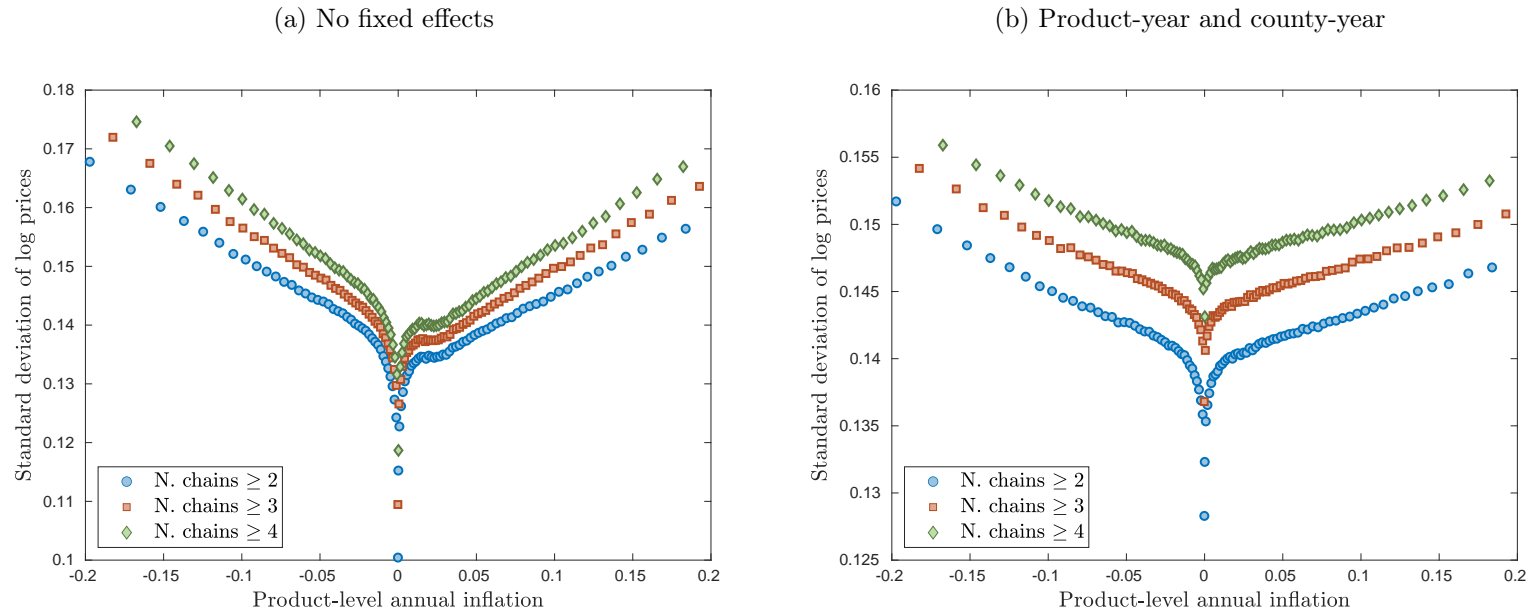 (a) No fixed effects
Standard deviation of log prices
0.18
0.17
0.16
0.15
0.14
0.13
0.12
0.11
0.1
N. chains ≥ 2
N. chains ≥ 3
N. chains ≥ 4
-0.2 -0.15 -0.1 -0.05 0 0.05 0.1 0.15 0.2
Product-level annual inflation
(b) Product-year and county-year
Standard deviation of log prices
0.16
0.155
0.15
0.145
0.14
0.135
0.13
0.125
N. chains ≥ 2
N. chains ≥ 3
N. chains ≥ 4
-0.2 -0.15 -0.1 -0.05 0 0.05 0.1 0.15 0.2
Product-level annual inflation